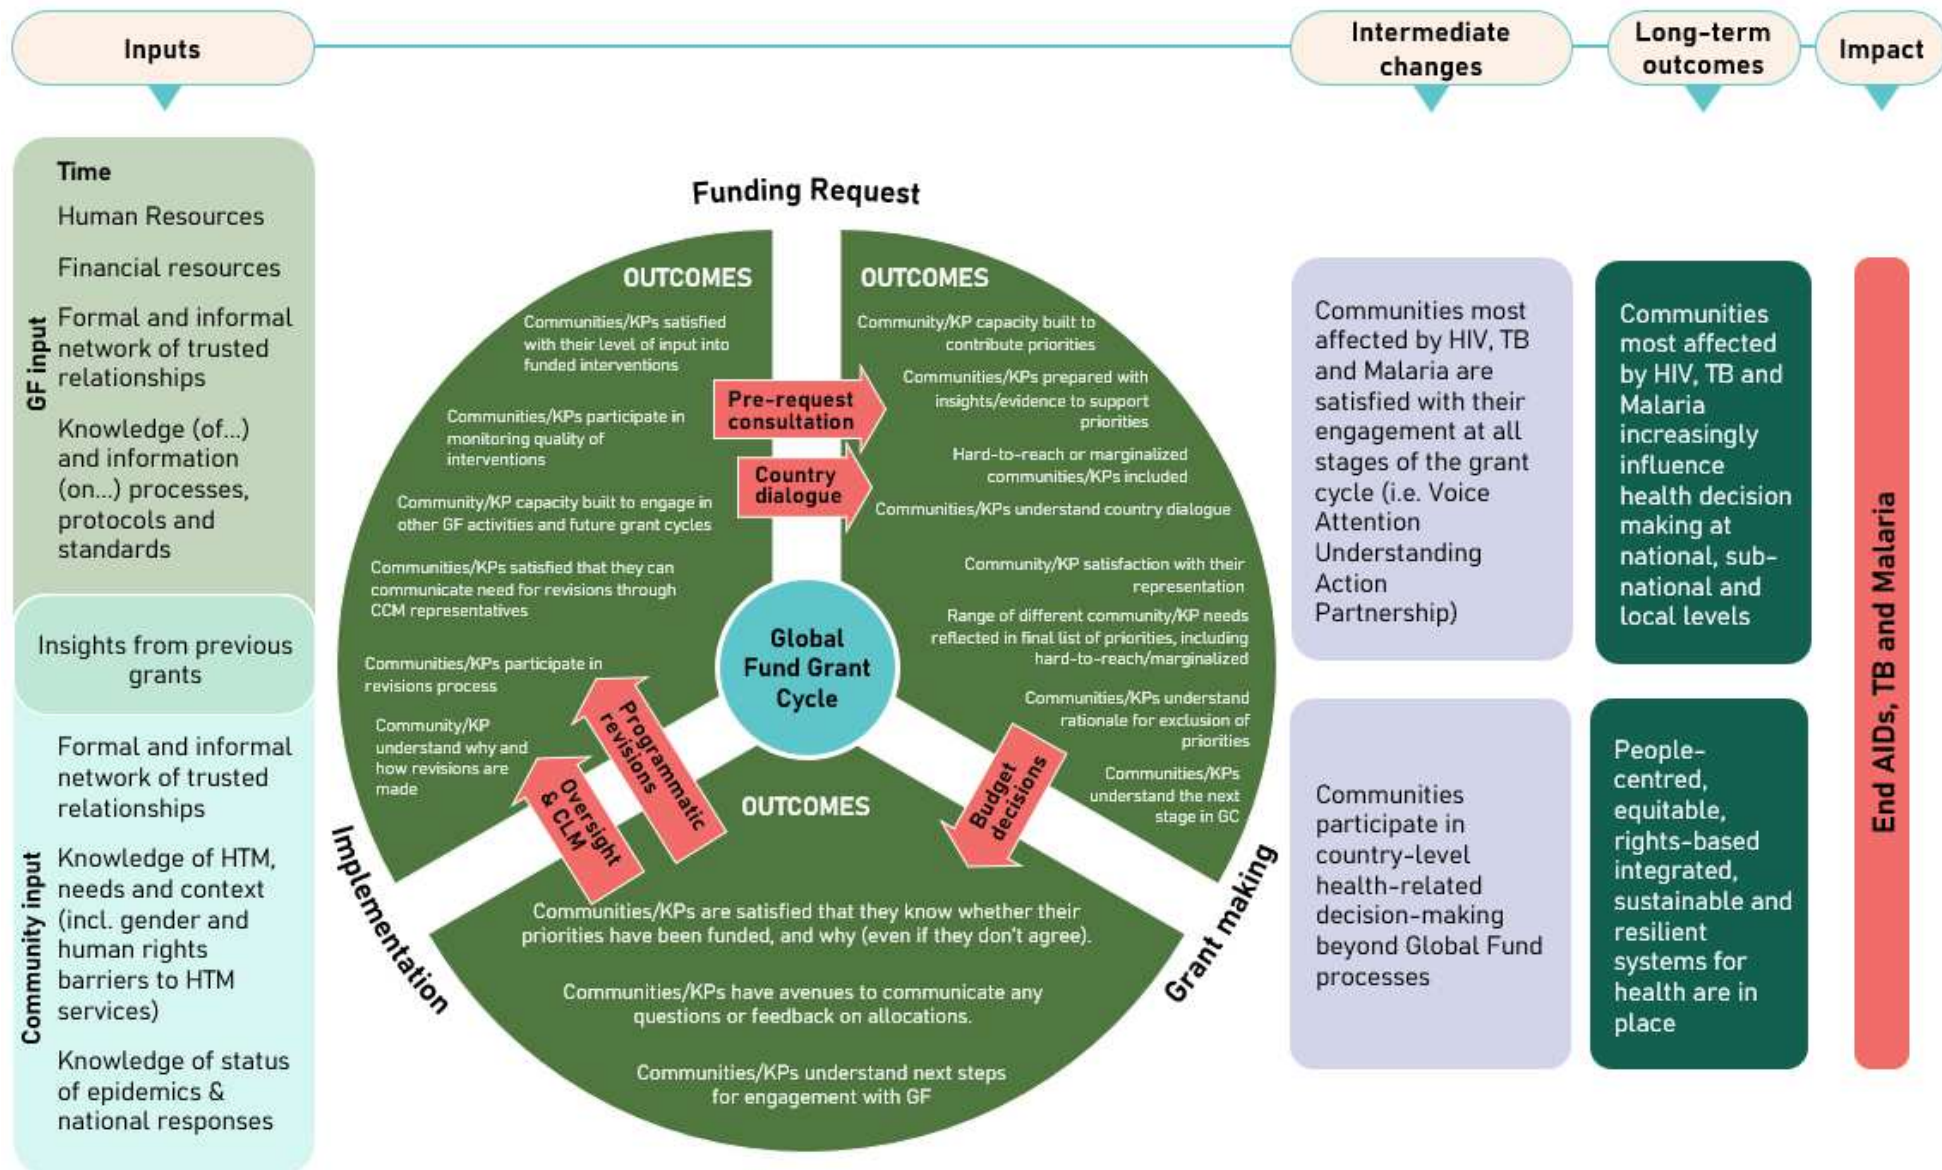 Inputs
Intermediate
changes
Long-term
outcomes
Impact
GF input
Time
Human Resources
Financial resources
Formal and informal
network of trusted
relationships
Knowledge (of...)
and information
(on...) processes,
protocols and
standards
Insights from previous
grants
Community input
Formal and informal
network of trusted
relationships
Knowledge of HTM,
needs and context
(incl. gender and
human rights
barriers to HTM
services)
Knowledge of status
of epidemics &
national responses
Funding Request
OUTCOMES
Communities/KPs satisfied
with their level of input into
funded interventions
Communities/KPs participate in
monitoring quality of
interventions
Community/KP capacity built to engage in
other GF activities and future grant cycles
Communities/KPs satisfied that they can
communicate need for revisions through
CCM representatives
Communities/KPs participate in
revisions process
Community/KP
understand why and
how revisions are
made
Pre-request
consultation
Country
dialogue
OUTCOMES
Community/KP capacity built to
contribute priorities
Communities/KPs prepared with
insights/evidence to support
priorities
Hard-to-reach or marginalized
communities/KPs included
Communities/KPs understand country dialogue
Community/KP satisfaction with their
representation
Range of different community/KP needs
reflected in final list of priorities, including
hard-to-reach/marginalized
Communities/KPs understand
rationale for exclusion of
priorities
Communities/KPs
understand the next
stage in GC
Global
Fund Grant
Cycle
Programmatic
revisions
Oversight
& CLM
Budget
decisions
Implementation
Grant making
OUTCOMES
Communities/KPs are satisfied that they know whether their
priorities have been funded, and why (even if they don't agree).
Communities/KPs have avenues to communicate any
questions or feedback on allocations.
Communities/KPs understand next steps
for engagement with GF
Communities most
affected by HIV, TB
and Malaria are
satisfied with their
engagement at all
stages of the grant
cycle (i.e. Voice
Attention
Understanding
Action
Partnership)
Communities
participate in
country-level
health-related
decision-making
beyond Global Fund
processes
Communities
most affected
by HIV, TB and
Malaria
increasingly
influence
health decision
making at
national, sub-
national and
local levels
People-
centred,
equitable,
rights-based
integrated,
sustainable and
resilient
systems for
health are in
place
End AIDs, TB and Malaria